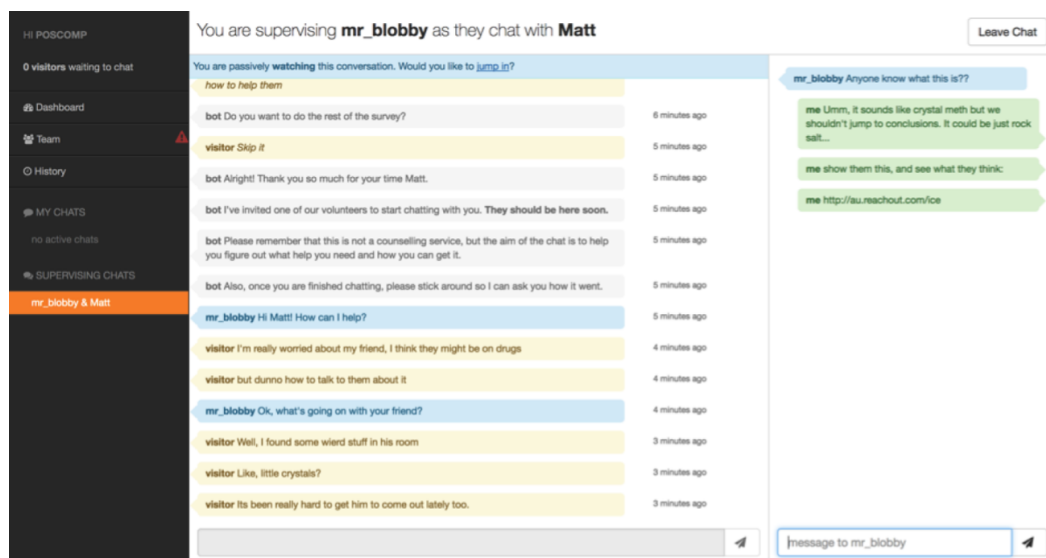 HI POSCOMP
0 visitors waiting to chat
Dashboard
Team
History
MY CHATS
no active chats
SUPERVISING CHATS
mr_blobby & Matt
You are supervising mr_blobby as they chat with Matt
Leave Chat
You are passively watching this conversation. Would you like to jump in?
how to help them
bot Do you want to do the rest of the survey?
6 minutes ago
visitor Skip it
5 minutes ago
bot Alright! Thank you so much for your time Matt.
5 minutes ago
bot I've invited one of our volunteers to start chatting with you. They should be here soon.
5 minutes ago
bot Please remember that this is not a counselling service, but the aim of the chat is to help
you figure out what help you need and how you can get it.
5 minutes ago
bot Also, once you are finished chatting, please stick around so I can ask you how it went.
5 minutes ago
mr_blobby Hi Matt! How can I help?
5 minutes ago
visitor I'm really worried about my friend, I think they might be on drugs
4 minutes ago
visitor but dunno how to talk to them about it
4 minutes ago
mr_blobby Ok, what's going on with your friend?
4 minutes ago
visitor Well, I found some wierd stuff in his room
3 minutes ago
visitor Like, little crystals?
3 minutes ago
visitor Its been really hard to get him to come out lately too.
3 minutes ago
mr_blobby Anyone know what this is??
me Umm, it sounds like crystal meth but we
shouldn't jump to conclusions. It could be just rock
salt...
me show them this, and see what they think:
me http://au.reachout.com/ice
message to mr_blobby